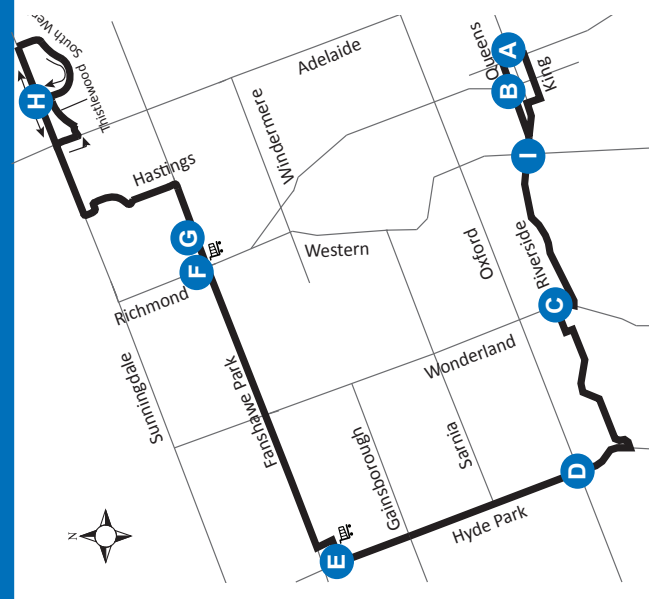 South Wen
Thistlewood
H
Adelaide
Queens
A
B
King
Windermere
Hastings
I
G
F
Western
Oxford
Riverside
Richmond
C
Sunningdale
Fanshawe Park
Wonderland
Gainsborough
Sarnia
D
Hyde Park
N
E